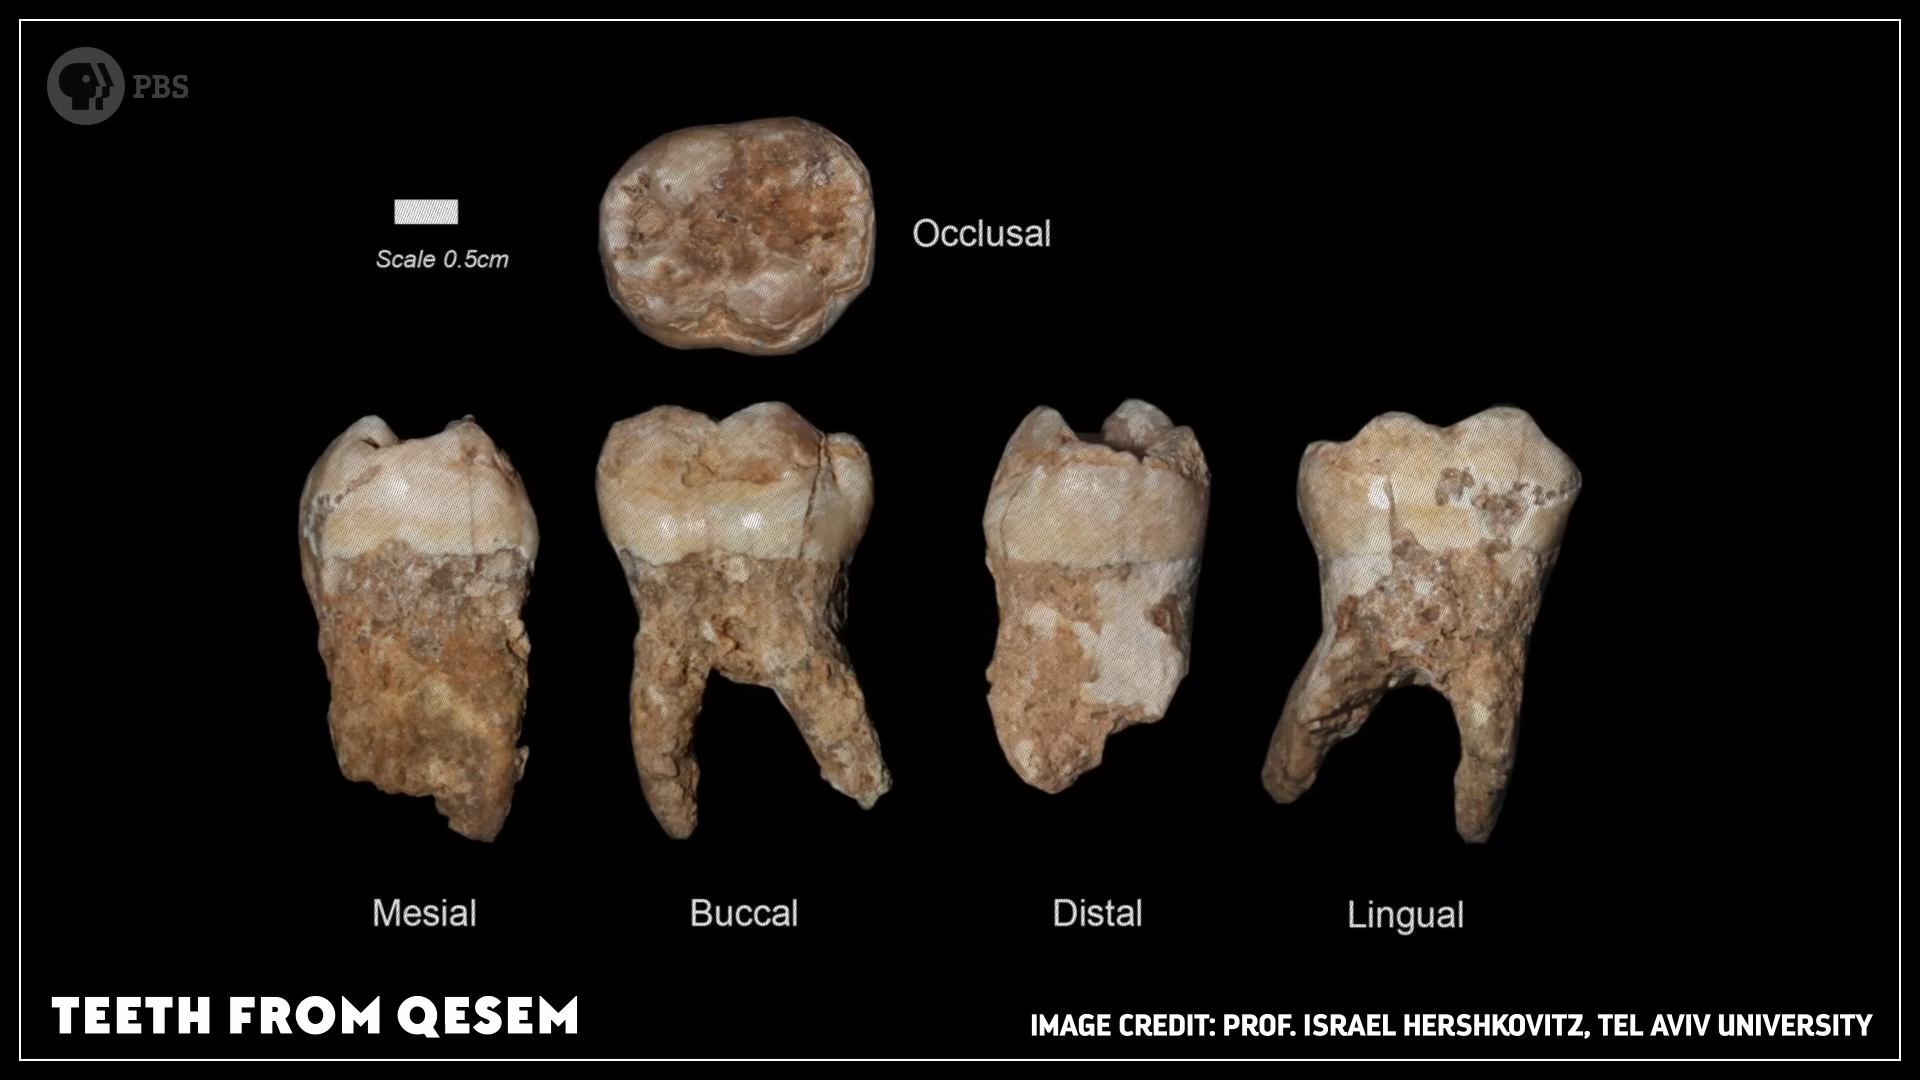 PBS
Occlusal
Scale 0.5cm
Mesial
Buccal
Distal
Lingual
TEETH FROM QESEM
IMAGE CREDIT: PROF. ISRAEL HERSHKOVITZ, TEL AVIV UNIVERSITY